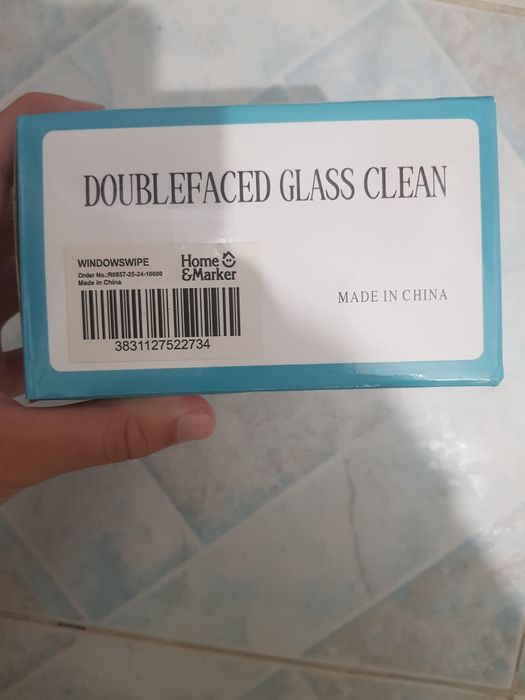 DOUBLEFACED GLASS CLEAN
WINDOWSWIPE
Order No.:R0857-25-24-10000
Made in China
Home
&Marker
3831127522734
MADE IN CHINA